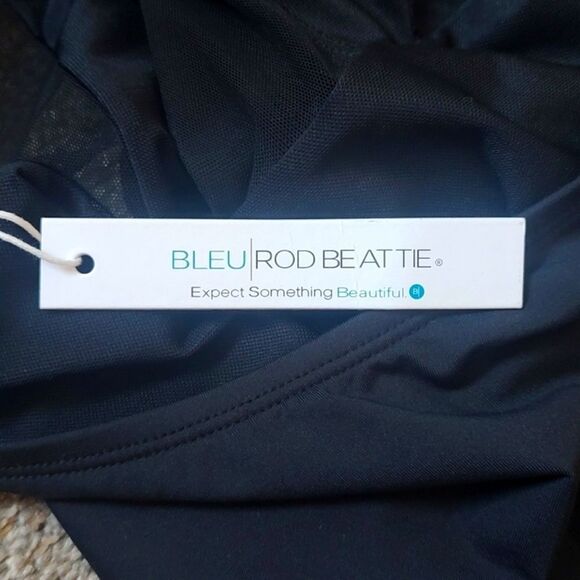 BLEU|ROD BEATTIE®
Expect Something Beautiful. B|